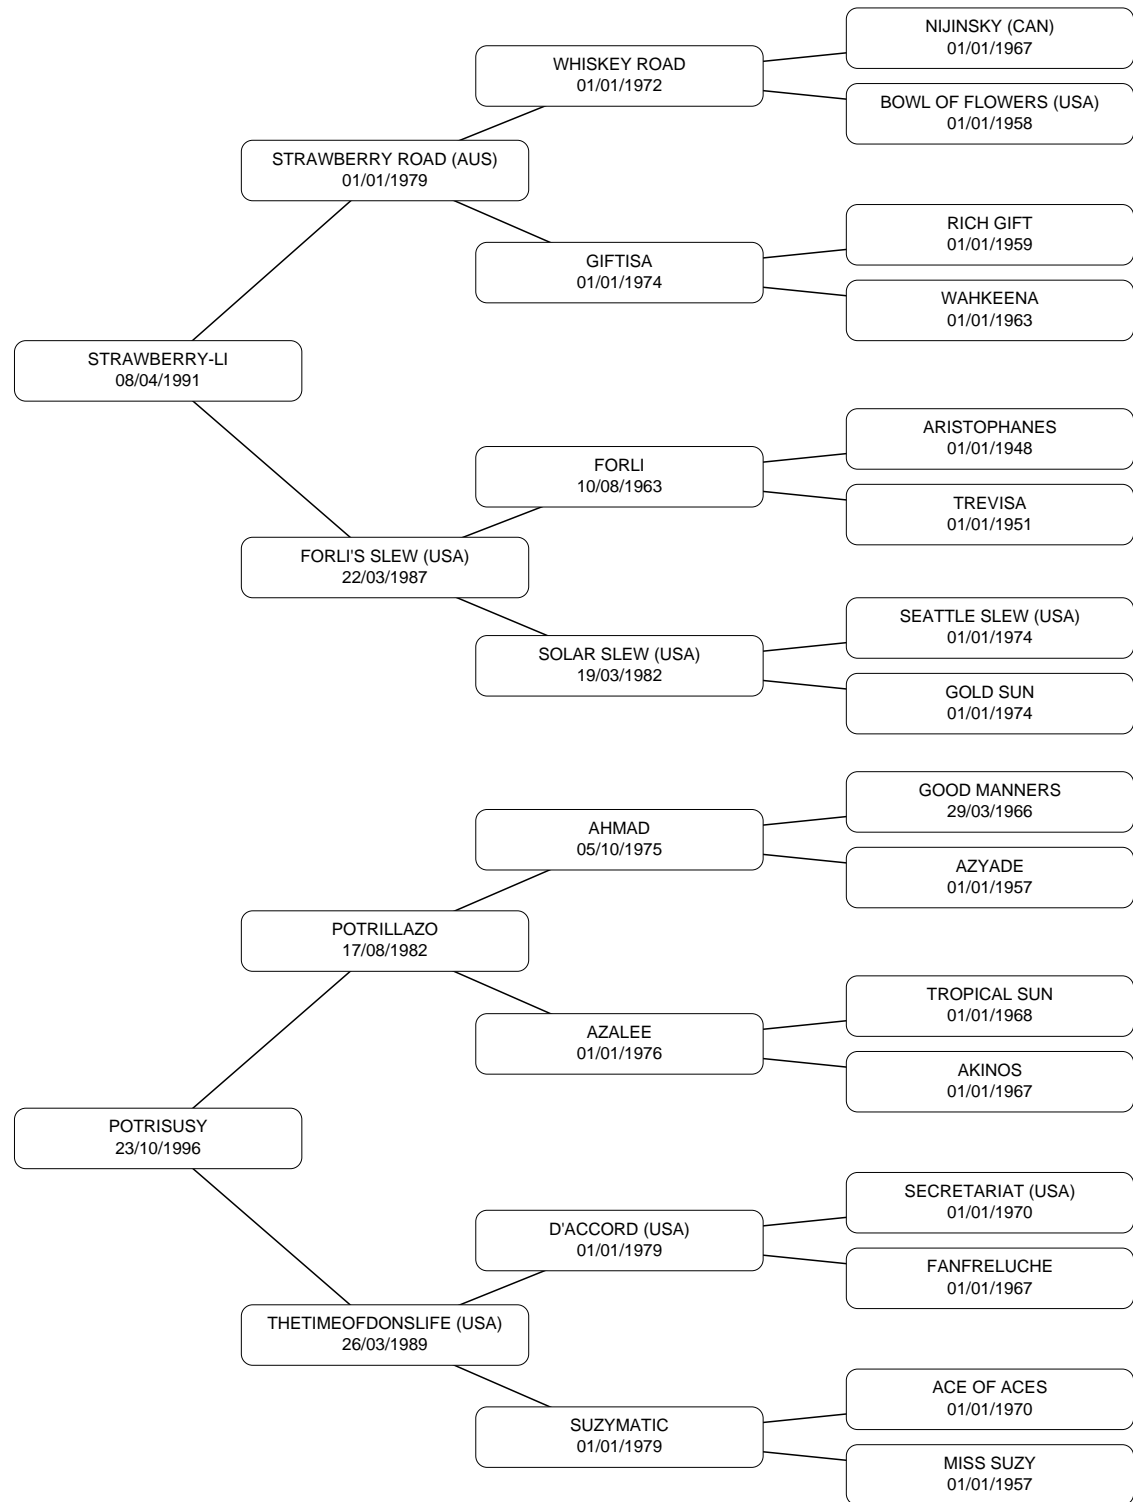 NIJINSKY (CAN)
01/01/1967
WHISKEY ROAD
01/01/1972
BOWL OF FLOWERS (USA)
01/01/1958
STRAWBERRY ROAD (AUS)
01/01/1979
RICH GIFT
01/01/1959
GIFTISA
01/01/1974
WAHKEENA
01/01/1963
STRAWBERRY-LI
08/04/1991
ARISTOPHANES
01/01/1948
FORLI
10/08/1963
TREVISA
01/01/1951
FORLI'S SLEW (USA)
22/03/1987
SEATTLE SLEW (USA)
01/01/1974
SOLAR SLEW (USA)
19/03/1982
GOLD SUN
01/01/1974
GOOD MANNERS
29/03/1966
AHMAD
05/10/1975
AZYADE
01/01/1957
POTRILLAZO
17/08/1982
TROPICAL SUN
01/01/1968
AZALEE
01/01/1976
AKINOS
01/01/1967
POTRISUSY
23/10/1996
SECRETARIAT (USA)
01/01/1970
D'ACCORD (USA)
01/01/1979
FANFRELUCHE
01/01/1967
THETIMEOFDONSLIFE (USA)
26/03/1989
ACE OF ACES
01/01/1970
SUZYMATIC
01/01/1979
MISS SUZY
01/01/1957